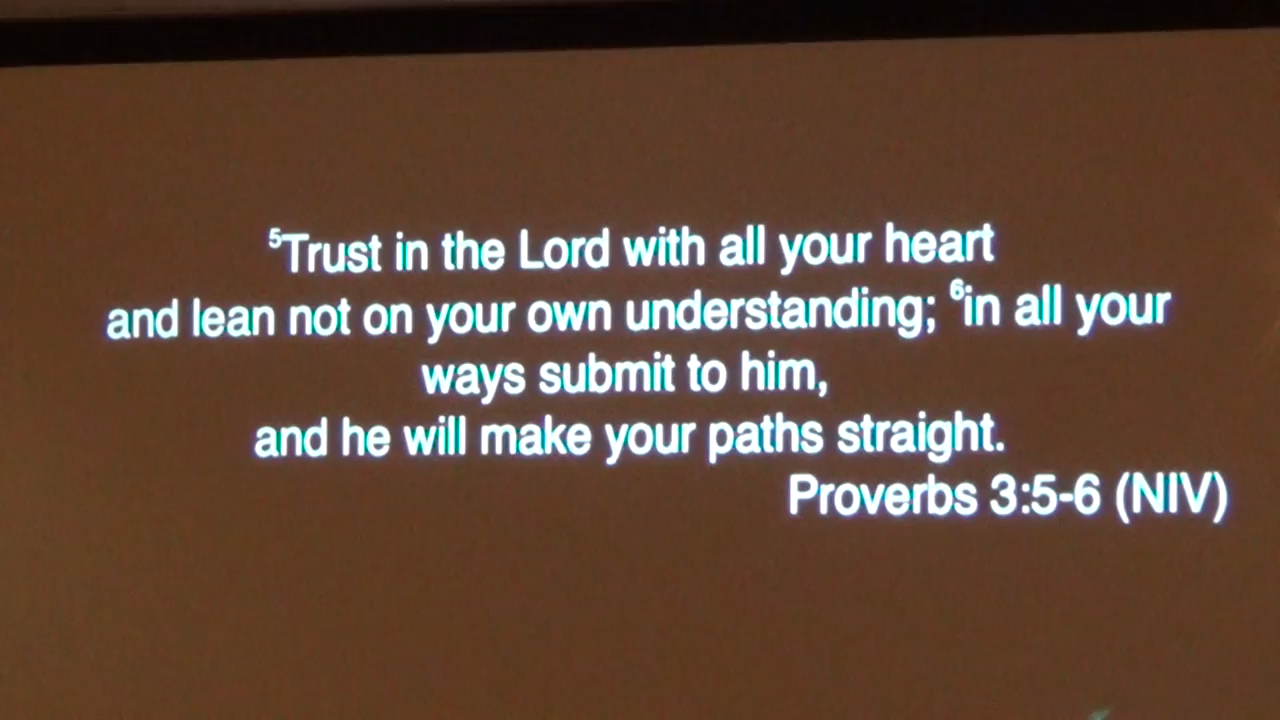 ⁵Trust in the Lord with all your heart
and lean not on your own understanding; ⁶in all your
ways submit to him,
and he will make your paths straight.
Proverbs 3:5-6 (NIV)